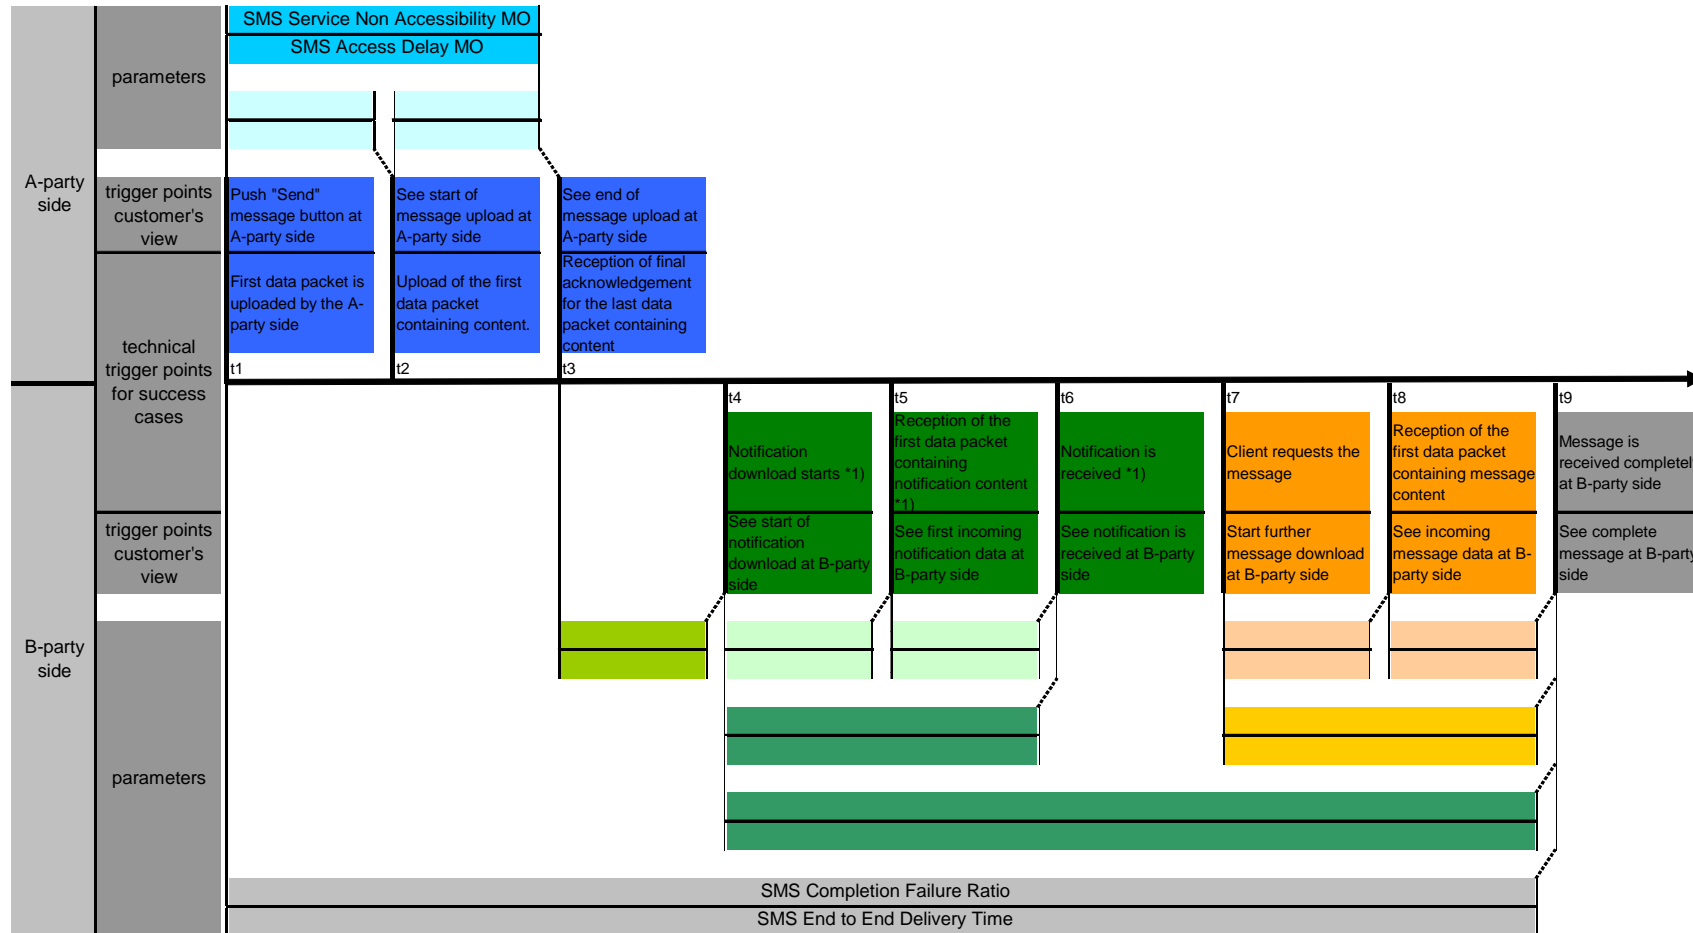 SMS Service Non Accessibility MO
SMS Access Delay MO
parameters
A-party
side
trigger points
customer's
view
Push "Send"
message button at
A-party side
See start of
message upload at
A-party side
See end of
message upload at
A-party side
First data packet is
uploaded by the A-
party side
Upload of the first
data packet
containing content.
Reception of final
acknowledgement
for the last data
packet containing
content
technical
trigger points
for success
cases
t1
t2
t3
t4
t5
t6
t7
t8
t9
Notification
download starts *1)
Reception of the
first data packet
containing
notification content
*1)
Notification is
received *1)
Client requests the
message
Reception of the
first data packet
containing message
content
Message is
received completely
at B-party side
trigger points
customer's
view
See start of
notification
download at B-party
side
See first incoming
notification data at
B-party side
See notification is
received at B-party
side
Start further
message download
at B-party side
See incoming
message data at B-
party side
See complete
message at B-party
side
B-party
side
parameters
SMS Completion Failure Ratio
SMS End to End Delivery Time